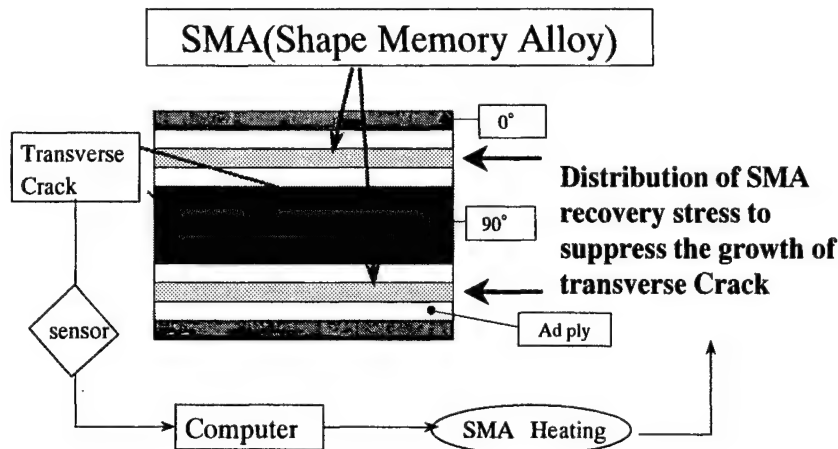 SMA(Shape Memory Alloy)
0°
Transverse
Crack
90°
Distribution of SMA
recovery stress to
suppress the growth of
transverse Crack
Ad ply
sensor
Computer
SMA Heating